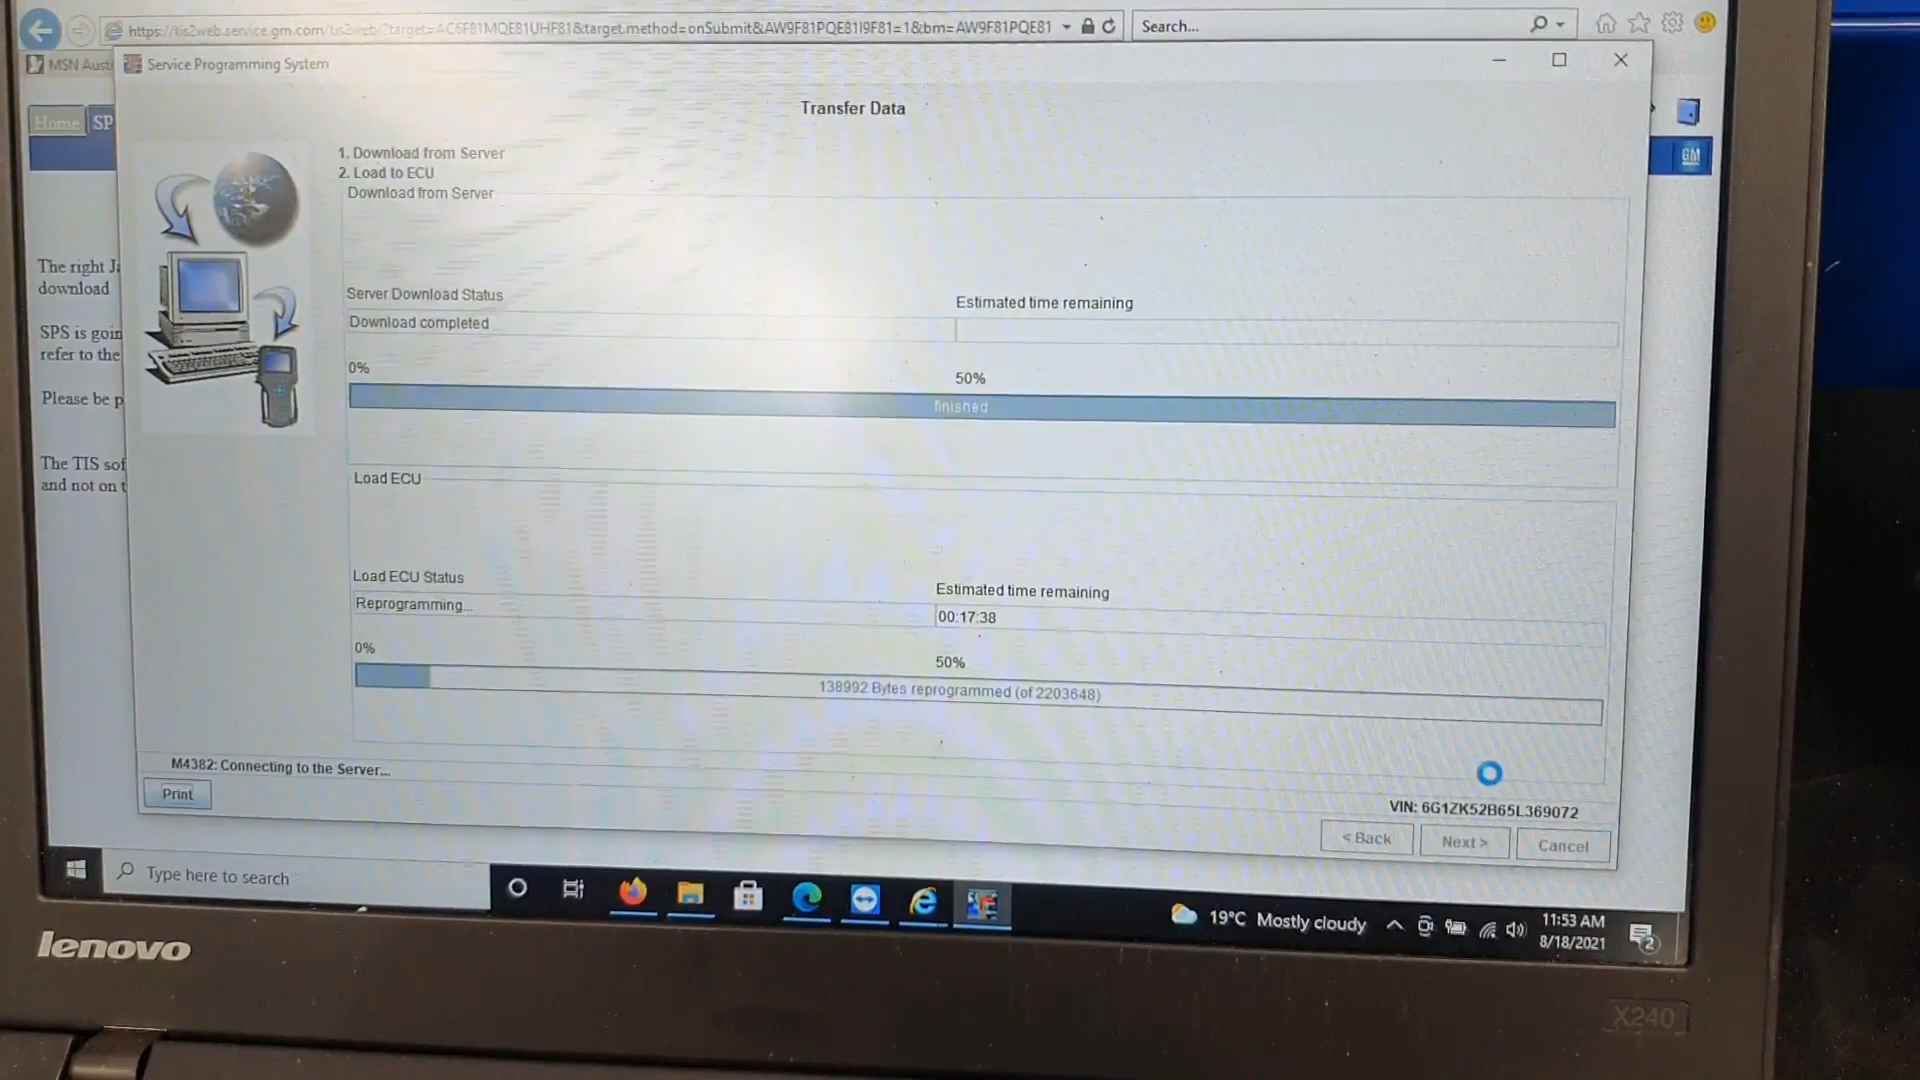 https://tis2web.service.gm.com/tis2web/?target=AC6F81MQE81UHF81&target.method=onSubmit&AW9F81PQE81I9F81=1&bm=AW9F81PQE81
Search...
MSN Aust
Service Programming System
Home
SP
Transfer Data
GM
1. Download from Server
2. Load to ECU
Download from Server
The right Ja
download
SPS is goin
refer to the
Please be p
The TIS sof
and not on t
Server Download Status
Estimated time remaining
Download completed
0%
50%
finished
Load ECU
Load ECU Status
Estimated time remaining
Reprogramming...
00:17:38
0%
50%
138992 Bytes reprogrammed (of 2203648)
M4382: Connecting to the Server...
Print
VIN: 6G1ZK52B65L369072
< Back
Next >
Cancel
Type here to search
19°C Mostly cloudy
11:53 AM
8/18/2021
2
lenovo
X240